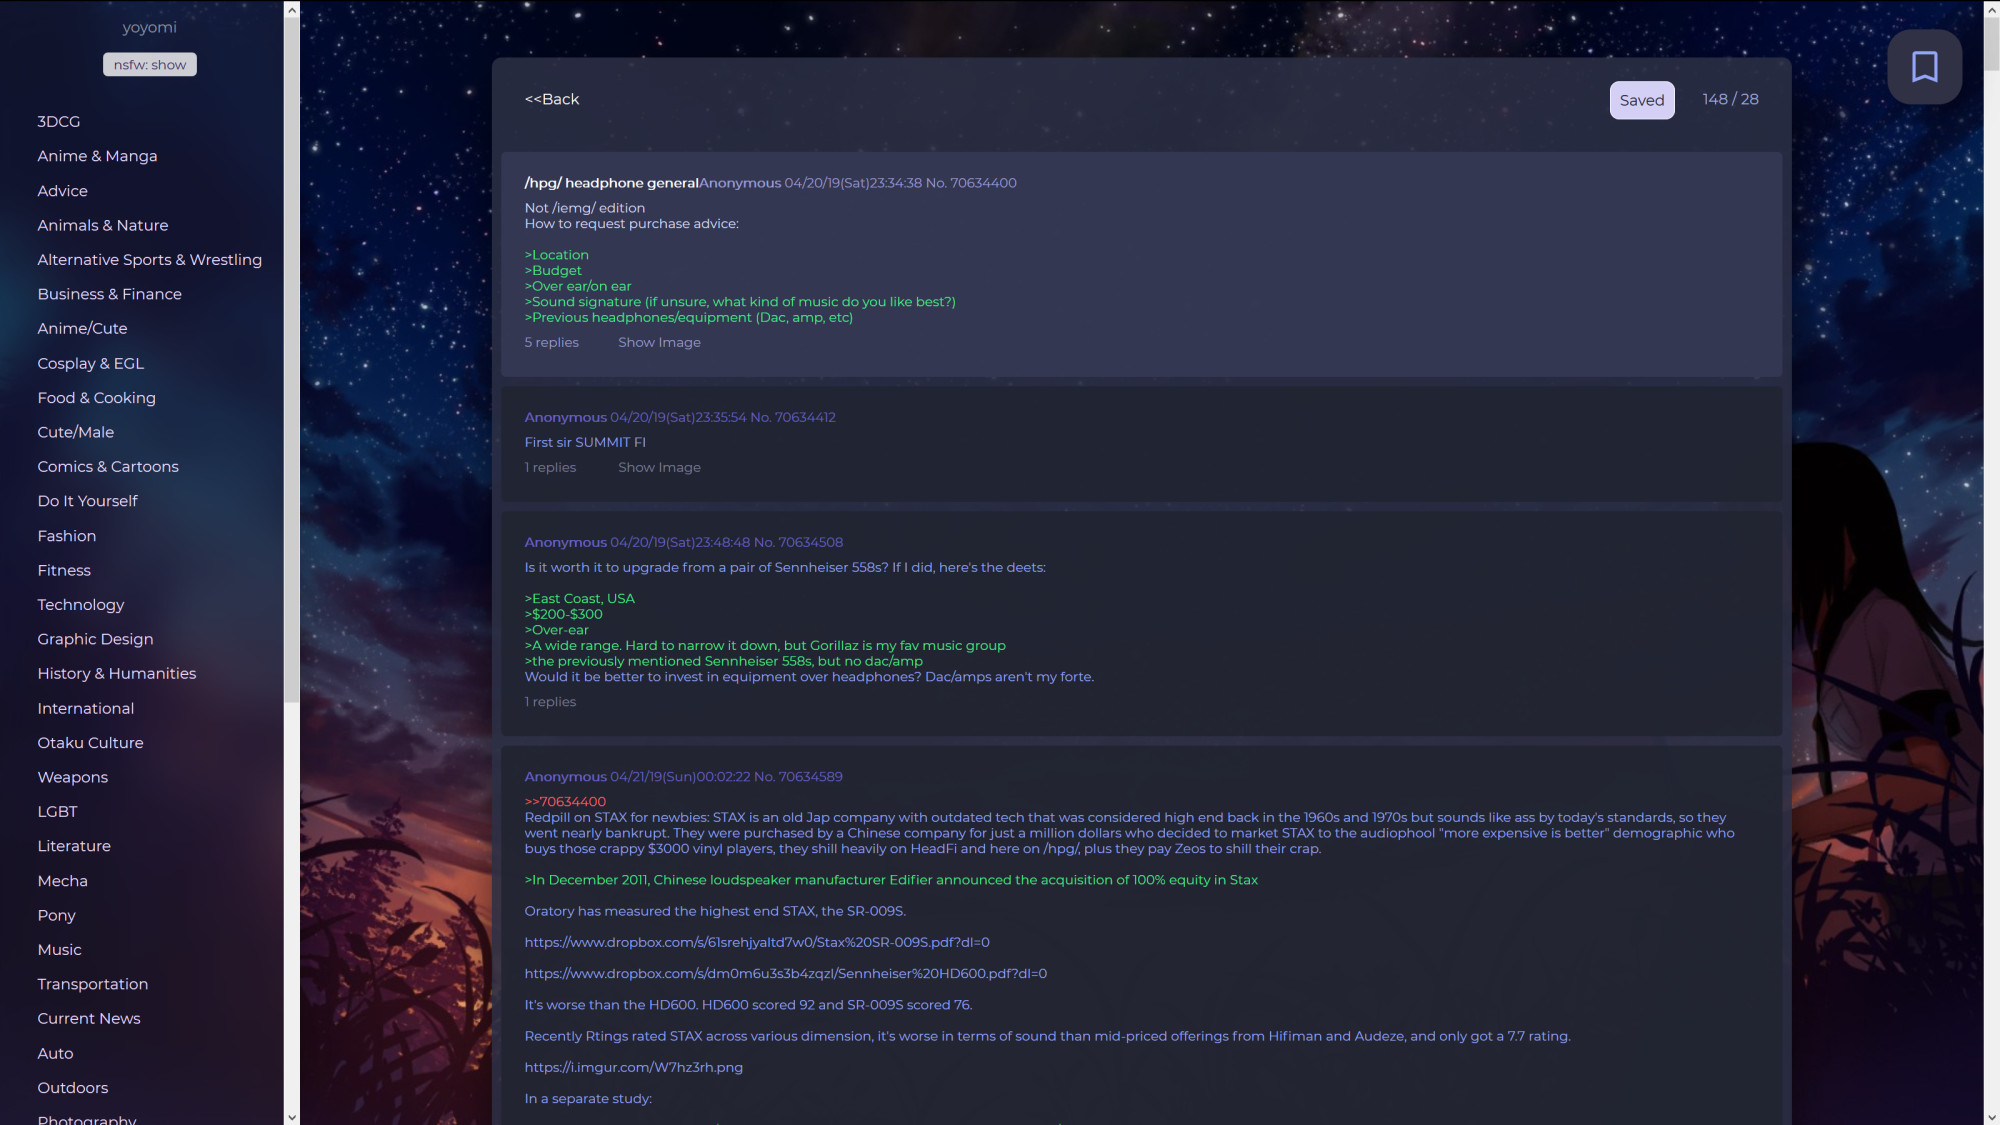 yoyomi
nsfw: show
3DCG
Anime & Manga
Advice
Animals & Nature
Alternative Sports & Wrestling
Business & Finance
Anime/Cute
Cosplay & EGL
Food & Cooking
Cute/Male
Comics & Cartoons
Do It Yourself
Fashion
Fitness
Technology
Graphic Design
History & Humanities
International
Otaku Culture
Weapons
LGBT
Literature
Mecha
Pony
Music
Transportation
Current News
Auto
Outdoors
Photography
<<Back
Saved
148 / 28
/hpg/ headphone generalAnonymous 04/20/19(Sat)23:34:38 No. 70634400
Not /iemg/ edition
How to request purchase advice:
>Location
>Budget
>Over ear/on ear
>Sound signature (if unsure, what kind of music do you like best?)
>Previous headphones/equipment (Dac, amp, etc)
5 replies Show Image
Anonymous 04/20/19(Sat)23:35:54 No. 70634412
First sir SUMMIT FI
1 replies Show Image
Anonymous 04/20/19(Sat)23:48:48 No. 70634508
Is it worth it to upgrade from a pair of Sennheiser 558s? If I did, here's the deets:
>East Coast, USA
>$200-$300
>Over-ear
>A wide range. Hard to narrow it down, but Gorillaz is my fav music group
>the previously mentioned Sennheiser 558s, but no dac/amp
Would it be better to invest in equipment over headphones? Dac/amps aren't my forte.
1 replies
Anonymous 04/21/19(Sun)00:02:22 No. 70634589
>>70634400
Redpill on STAX for newbies: STAX is an old Jap company with outdated tech that was considered high end back in the 1960s and 1970s but sounds like ass by today's standards, so they
went nearly bankrupt. They were purchased by a Chinese company for just a million dollars who decided to market STAX to the audiophool "more expensive is better" demographic who
buys those crappy $3000 vinyl players, they shill heavily on HeadFi and here on /hpg/, plus they pay Zeos to shill their crap.
>In December 2011, Chinese loudspeaker manufacturer Edifier announced the acquisition of 100% equity in Stax
Oratory has measured the highest end STAX, the SR-009S.
https://www.dropbox.com/s/61srehjyaltd7w0/Stax%20SR-009S.pdf?dl=0
https://www.dropbox.com/s/dm0m6u3s3b4zqzl/Sennheiser%20HD600.pdf?dl=0
It's worse than the HD600. HD600 scored 92 and SR-009S scored 76.
Recently Rtings rated STAX across various dimension, it's worse in terms of sound than mid-priced offerings from Hifiman and Audeze, and only got a 7.7 rating.
https://i.imgur.com/W7hz3rh.png
In a separate study: